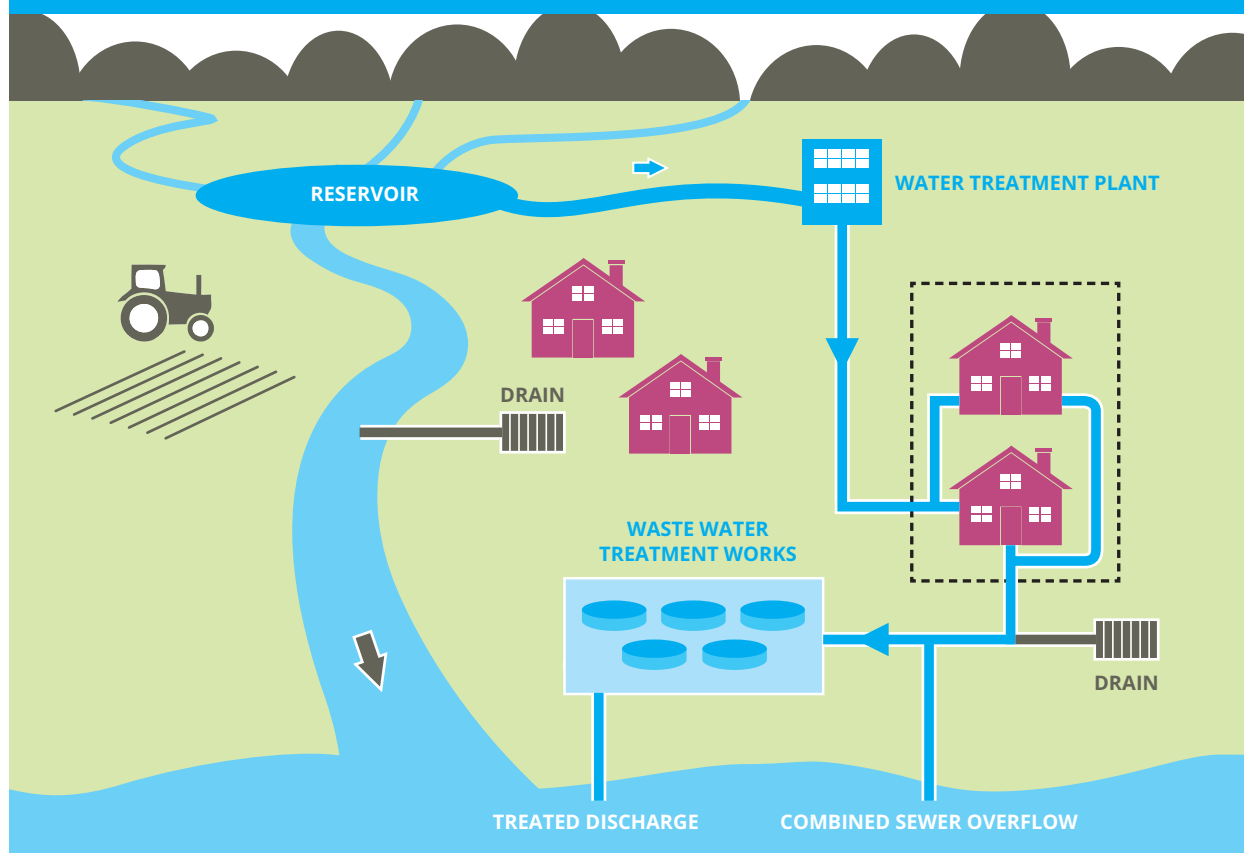 RESERVOIR
WATER TREATMENT PLANT
DRAIN
WASTE WATER
TREATMENT WORKS
DRAIN
TREATED DISCHARGE
COMBINED SEWER OVERFLOW